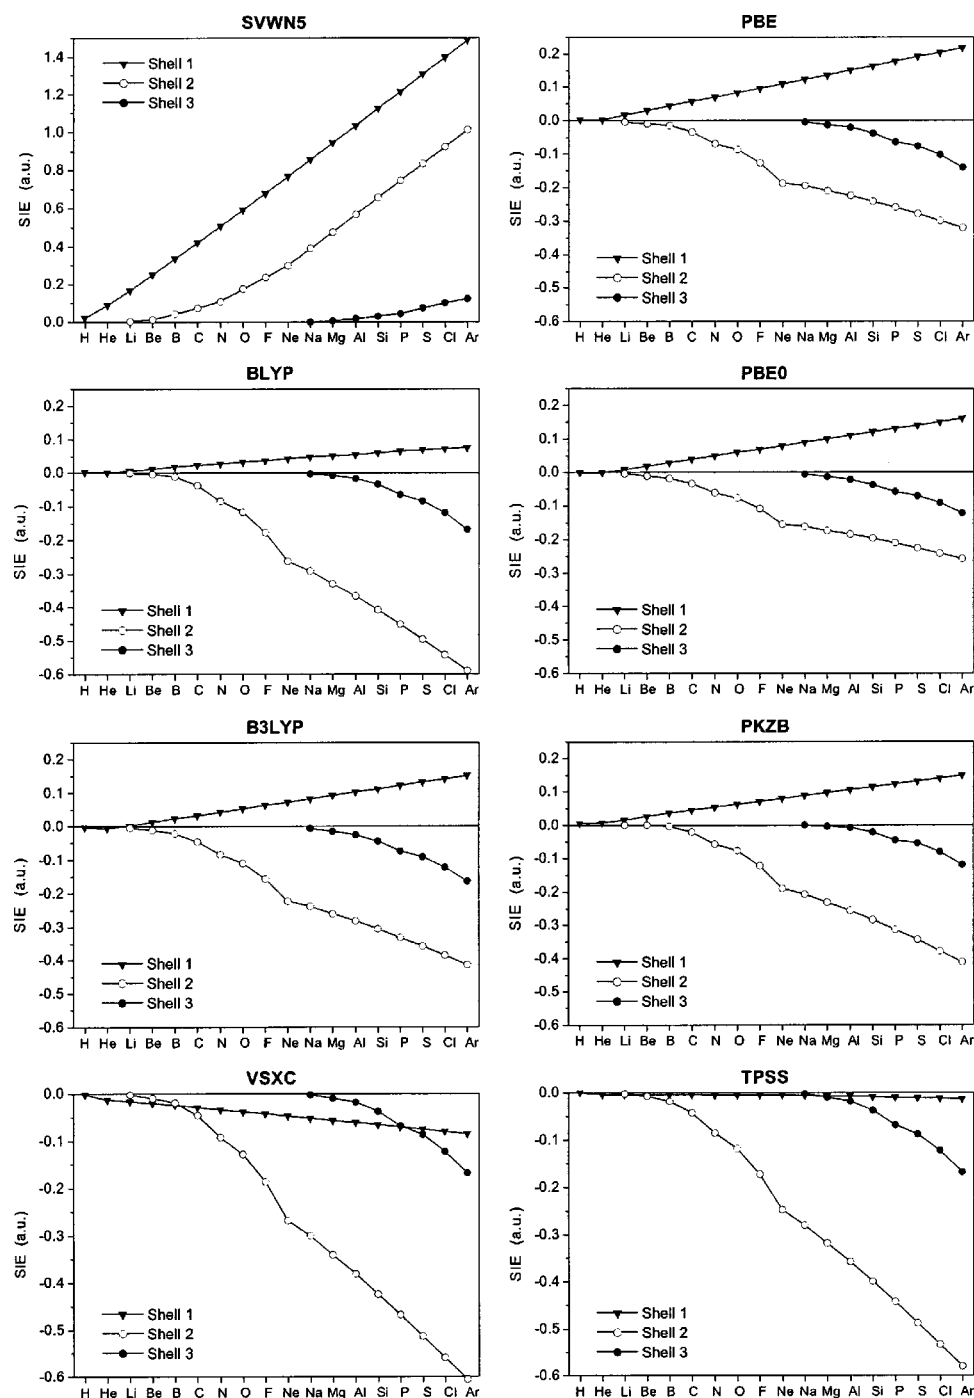 SVWN5
1.4
1.2
1.0
0.8
0.6
0.4
0.2
0.0
SIE (a.u.)
Shell 1
Shell 2
Shell 3
H He Li Be B C N O F Ne Na Mg Al Si P S Cl Ar
PBE
0.2
0.1
0.0
-0.1
-0.2
-0.3
-0.4
-0.5
-0.6
SIE (a.u.)
Shell 1
Shell 2
Shell 3
H He Li Be B C N O F Ne Na Mg Al Si P S Cl Ar
BLYP
0.2
0.1
0.0
-0.1
-0.2
-0.3
-0.4
-0.5
-0.6
SIE (a.u.)
Shell 1
Shell 2
Shell 3
H He Li Be B C N O F Ne Na Mg Al Si P S Cl Ar
PBE0
0.2
0.1
0.0
-0.1
-0.2
-0.3
-0.4
-0.5
-0.6
SIE (a.u.)
Shell 1
Shell 2
Shell 3
H He Li Be B C N O F Ne Na Mg Al Si P S Cl Ar
B3LYP
0.2
0.1
0.0
-0.1
-0.2
-0.3
-0.4
-0.5
-0.6
SIE (a.u.)
Shell 1
Shell 2
Shell 3
H He Li Be B C N O F Ne Na Mg Al Si P S Cl Ar
PKZB
0.2
0.1
0.0
-0.1
-0.2
-0.3
-0.4
-0.5
-0.6
SIE (a.u.)
Shell 1
Shell 2
Shell 3
H He Li Be B C N O F Ne Na Mg Al Si P S Cl Ar
VSXC
0.0
-0.1
-0.2
-0.3
-0.4
-0.5
-0.6
SIE (a.u.)
Shell 1
Shell 2
Shell 3
H He Li Be B C N O F Ne Na Mg Al Si P S Cl Ar
TPSS
0.0
-0.1
-0.2
-0.3
-0.4
-0.5
-0.6
SIE (a.u.)
Shell 1
Shell 2
Shell 3
H He Li Be B C N O F Ne Na Mg Al Si P S Cl Ar